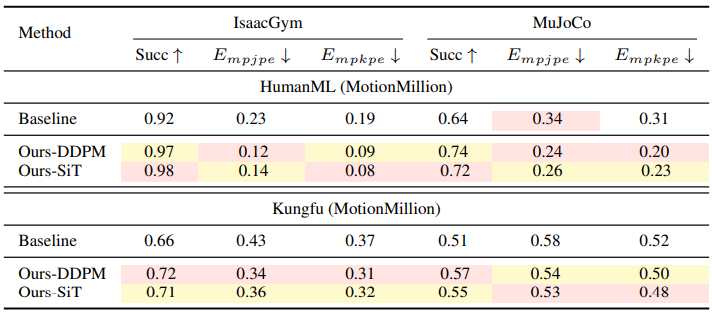 Method IsaacGym MuJoCo
Succ ↑ E_mpjpe ↓ E_mpkpe ↓ Succ ↑ E_mpjpe ↓ E_mpkpe ↓
HumanML (MotionMillion)
Baseline 0.92 0.23 0.19 0.64 0.34 0.31
Ours-DDPM 0.97 0.12 0.09 0.74 0.24 0.20
Ours-SiT 0.98 0.14 0.08 0.72 0.26 0.23
Kungfu (MotionMillion)
Baseline 0.66 0.43 0.37 0.51 0.58 0.52
Ours-DDPM 0.72 0.34 0.31 0.57 0.54 0.50
Ours-SiT 0.71 0.36 0.32 0.55 0.53 0.48